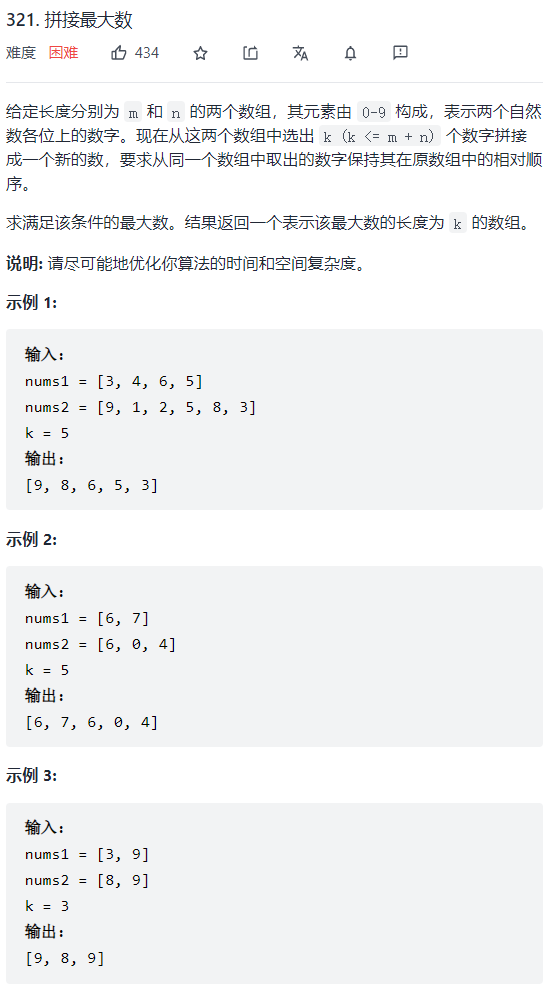 321. 拼接最大数
难度 困难 434
给定长度分别为 m 和 n 的两个数组，其元素由 0-9 构成，表示两个自然
数各位上的数字。现在从这两个数组中选出 k (k <= m + n) 个数字拼接
成一个新的数，要求从同一个数组中取出的数字保持其在原数组中的相对顺
序。
求满足该条件的最大数。结果返回一个表示该最大数的长度为 k 的数组。
说明: 请尽可能地优化你算法的时间和空间复杂度。
示例 1:
输入:
nums1 = [3, 4, 6, 5]
nums2 = [9, 1, 2, 5, 8, 3]
k = 5
输出:
[9, 8, 6, 5, 3]
示例 2:
输入:
nums1 = [6, 7]
nums2 = [6, 0, 4]
k = 5
输出:
[6, 7, 6, 0, 4]
示例 3:
输入:
nums1 = [3, 9]
nums2 = [8, 9]
k = 3
输出:
[9, 8, 9]